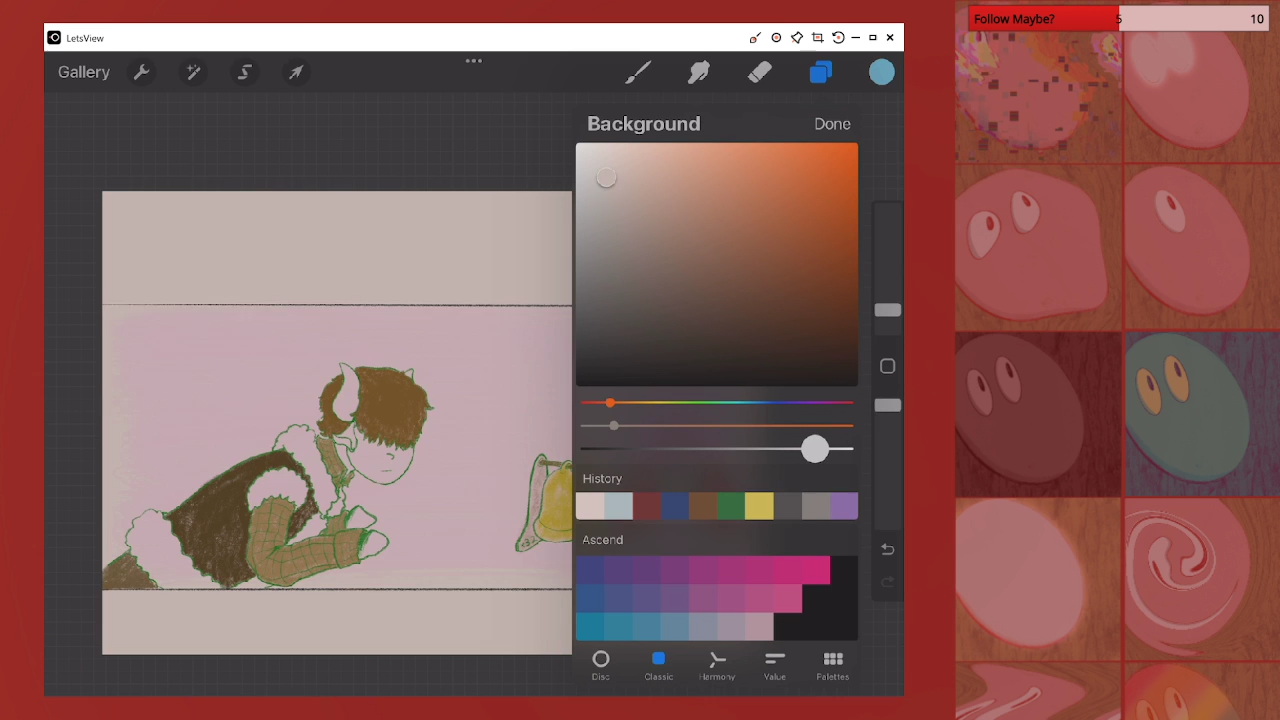 Follow Maybe?
5
10
LetsView
Gallery
Background
Done
History
Ascend
Disc
Classic
Harmony
Value
Palettes